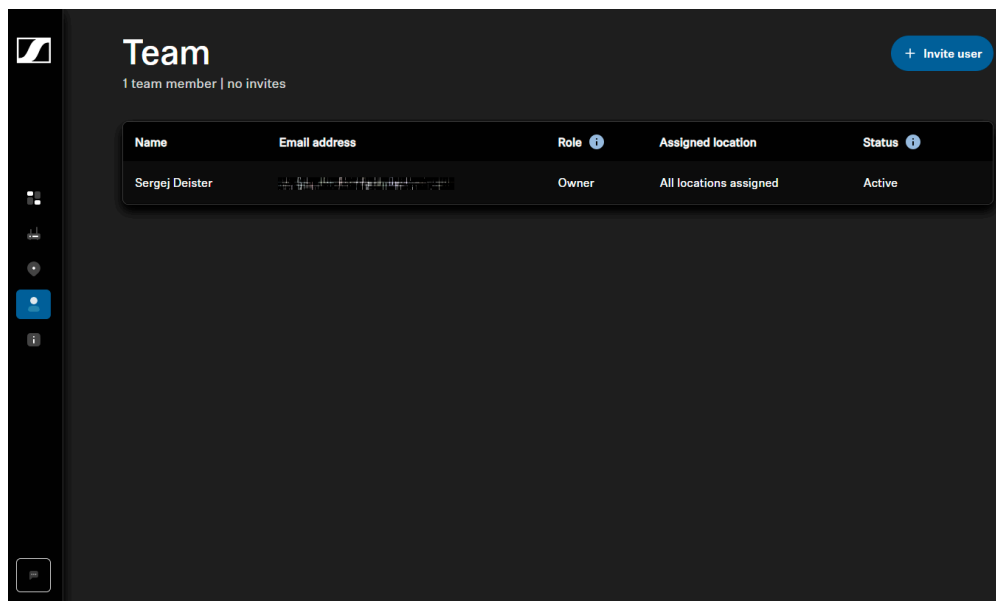 Team
+ Invite user
1 team member | no invites
Name Email address Role i Assigned location Status i
Sergej Deister Owner All locations assigned Active